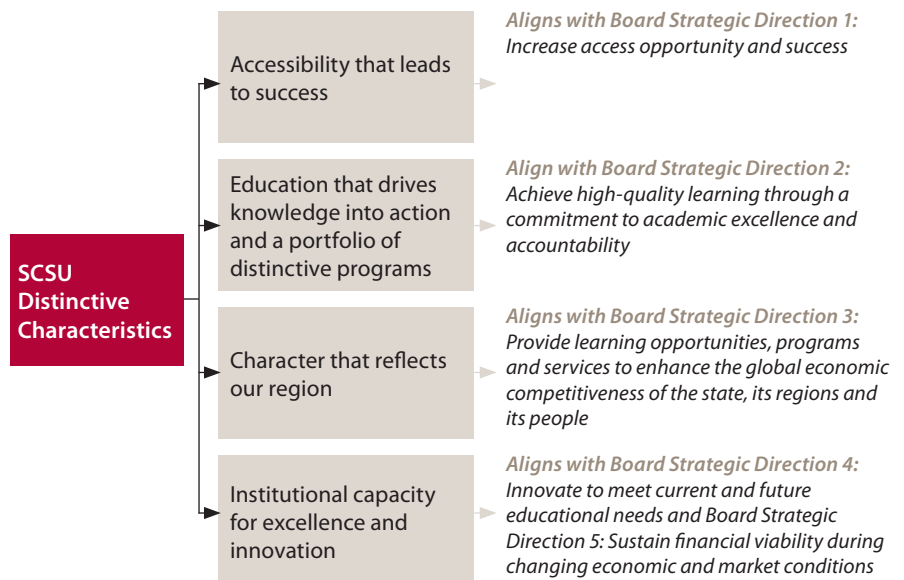 Aligns with Board Strategic Direction 1:
Increase access opportunity and success
Accessibility that leads
to success
Align with Board Strategic Direction 2:
Achieve high-quality learning through a
commitment to academic excellence and
accountability
Education that drives
knowledge into action
and a portfolio of
distinctive programs
SCSU
Distinctive
Characteristics
Aligns with Board Strategic Direction 3:
Provide learning opportunities, programs
and services to enhance the global economic
competitiveness of the state, its regions and
its people
Character that reflects
our region
Aligns with Board Strategic Direction 4:
Innovate to meet current and future
educational needs and Board Strategic
Direction 5: Sustain financial viability during
changing economic and market conditions
Institutional capacity
for excellence and
innovation